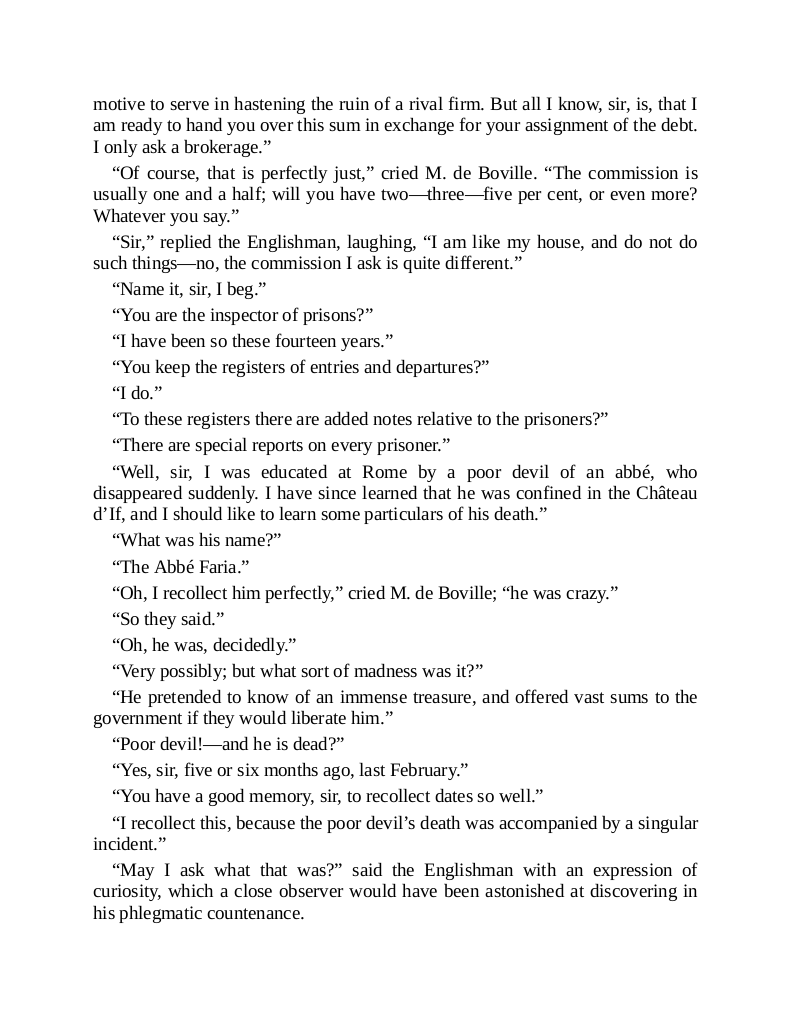 motive to serve in hastening the ruin of a rival firm. But all I know, sir, is, that I
am ready to hand you over this sum in exchange for your assignment of the debt.
I only ask a brokerage.”
“Of course, that is perfectly just,” cried M. de Boville. “The commission is
usually one and a half; will you have two—three—five per cent, or even more?
Whatever you say.”
“Sir,” replied the Englishman, laughing, “I am like my house, and do not do
such things—no, the commission I ask is quite different.”
“Name it, sir, I beg.”
“You are the inspector of prisons?”
“I have been so these fourteen years.”
“You keep the registers of entries and departures?”
“I do.”
“To these registers there are added notes relative to the prisoners?”
“There are special reports on every prisoner.”
“Well, sir, I was educated at Rome by a poor devil of an abbé, who
disappeared suddenly. I have since learned that he was confined in the Château
d’If, and I should like to learn some particulars of his death.”
“What was his name?”
“The Abbé Faria.”
“Oh, I recollect him perfectly,” cried M. de Boville; “he was crazy.”
“So they said.”
“Oh, he was, decidedly.”
“Very possibly; but what sort of madness was it?”
“He pretended to know of an immense treasure, and offered vast sums to the
government if they would liberate him.”
“Poor devil!—and he is dead?”
“Yes, sir, five or six months ago, last February.”
“You have a good memory, sir, to recollect dates so well.”
“I recollect this, because the poor devil’s death was accompanied by a singular
incident.”
“May I ask what that was?” said the Englishman with an expression of
curiosity, which a close observer would have been astonished at discovering in
his phlegmatic countenance.